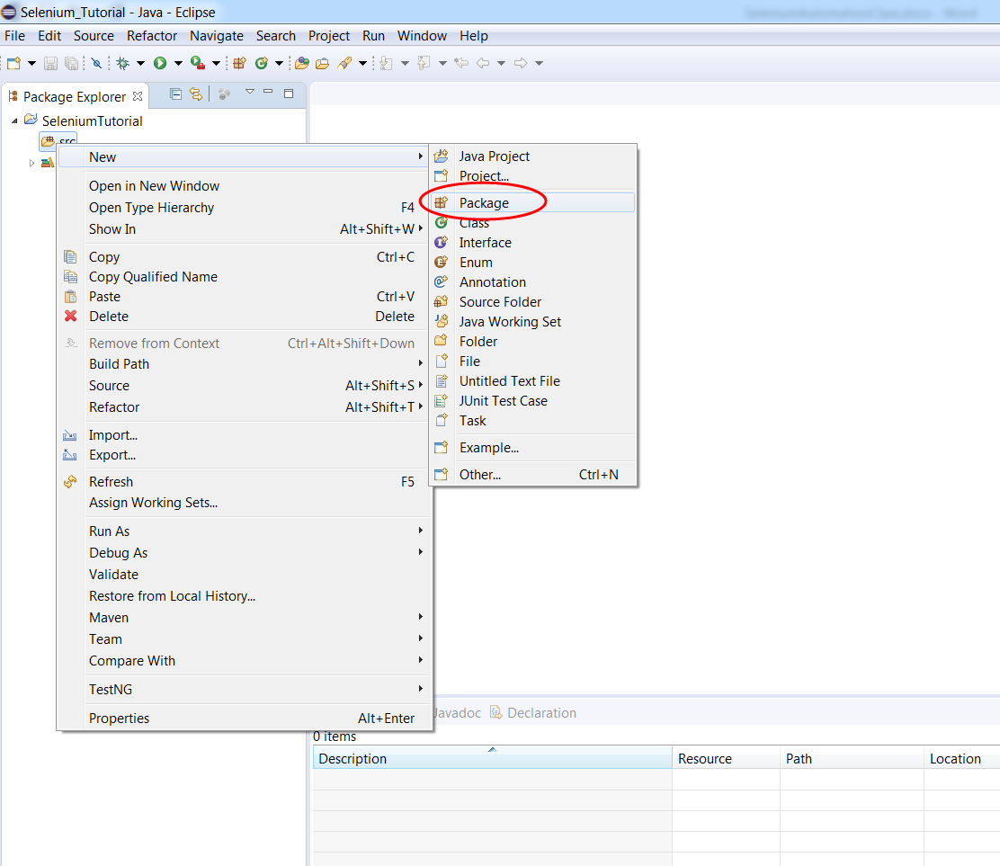 Selenium_Tutorial - Java - Eclipse
File Edit Source Refactor Navigate Search Project Run Window Help
Package Explorer
SeleniumTutorial
src
New
Open in New Window
Open Type Hierarchy F4
Show In Alt+Shift+W
Copy Ctrl+C
Copy Qualified Name
Paste Ctrl+V
Delete Delete
Remove from Context Ctrl+Alt+Shift+Down
Build Path
Source Alt+Shift+S
Refactor Alt+Shift+T
Import...
Export...
Refresh F5
Assign Working Sets...
Run As
Debug As
Validate
Restore from Local History...
Maven
Team
Compare With
TestNG
Properties Alt+Enter
Java Project
Project...
Package
Class
Interface
Enum
Annotation
Source Folder
Java Working Set
Folder
File
Untitled Text File
JUnit Test Case
Task
Example...
Other... Ctrl+N
Javadoc Declaration
0 items
Description Resource Path Location